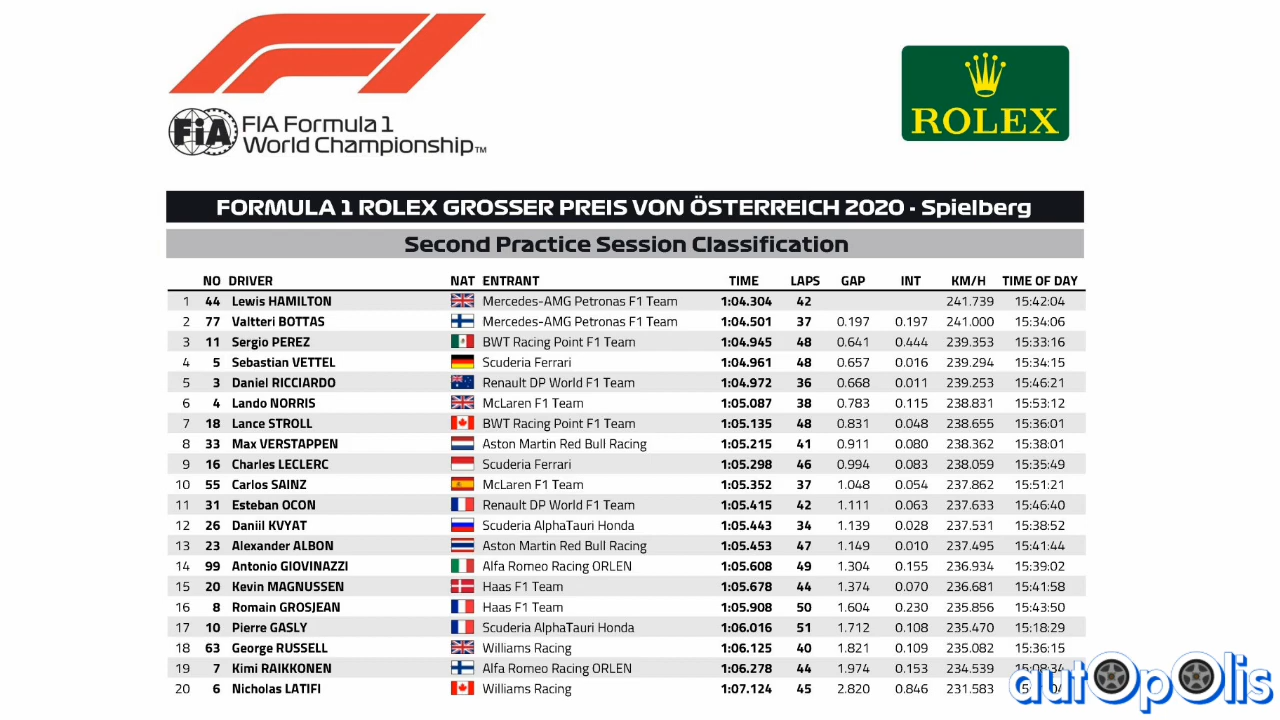 FIA FIA Formula 1
World Championship™
ROLEX
FORMULA 1 ROLEX GROSSER PREIS VON ÖSTERREICH 2020 - Spielberg
Second Practice Session Classification
NO DRIVER NAT ENTRANT TIME LAPS GAP INT KM/H TIME OF DAY
1 44 Lewis HAMILTON Mercedes-AMG Petronas F1 Team 1:04.304 42 241.739 15:42:04
2 77 Valtteri BOTTAS Mercedes-AMG Petronas F1 Team 1:04.501 37 0.197 0.197 241.000 15:34:06
3 11 Sergio PEREZ BWT Racing Point F1 Team 1:04.945 48 0.641 0.444 239.353 15:33:16
4 5 Sebastian VETTEL Scuderia Ferrari 1:04.961 48 0.657 0.016 239.294 15:34:15
5 3 Daniel RICCIARDO Renault DP World F1 Team 1:04.972 36 0.668 0.011 239.253 15:46:21
6 4 Lando NORRIS McLaren F1 Team 1:05.087 38 0.783 0.115 238.831 15:53:12
7 18 Lance STROLL BWT Racing Point F1 Team 1:05.135 48 0.831 0.048 238.655 15:36:01
8 33 Max VERSTAPPEN Aston Martin Red Bull Racing 1:05.215 41 0.911 0.080 238.362 15:38:01
9 16 Charles LECLERC Scuderia Ferrari 1:05.298 46 0.994 0.083 238.059 15:35:49
10 55 Carlos SAINZ McLaren F1 Team 1:05.352 37 1.048 0.054 237.862 15:51:21
11 31 Esteban OCON Renault DP World F1 Team 1:05.415 42 1.111 0.063 237.633 15:46:40
12 26 Daniil KVYAT Scuderia AlphaTauri Honda 1:05.443 34 1.139 0.028 237.531 15:38:52
13 23 Alexander ALBON Aston Martin Red Bull Racing 1:05.453 47 1.149 0.010 237.495 15:41:44
14 99 Antonio GIOVINAZZI Alfa Romeo Racing ORLEN 1:05.608 49 1.304 0.155 236.934 15:39:02
15 20 Kevin MAGNUSSEN Haas F1 Team 1:05.678 44 1.374 0.070 236.681 15:41:58
16 8 Romain GROSJEAN Haas F1 Team 1:05.908 50 1.604 0.230 235.856 15:43:50
17 10 Pierre GASLY Scuderia AlphaTauri Honda 1:06.016 51 1.712 0.108 235.470 15:18:29
18 63 George RUSSELL Williams Racing 1:06.125 40 1.821 0.109 235.082 15:36:15
19 7 Kimi RAIKKONEN Alfa Romeo Racing ORLEN 1:06.278 44 1.974 0.153 234.539
20 6 Nicholas LATIFI Williams Racing 1:07.124 45 2.820 0.846 231.583
autopolis